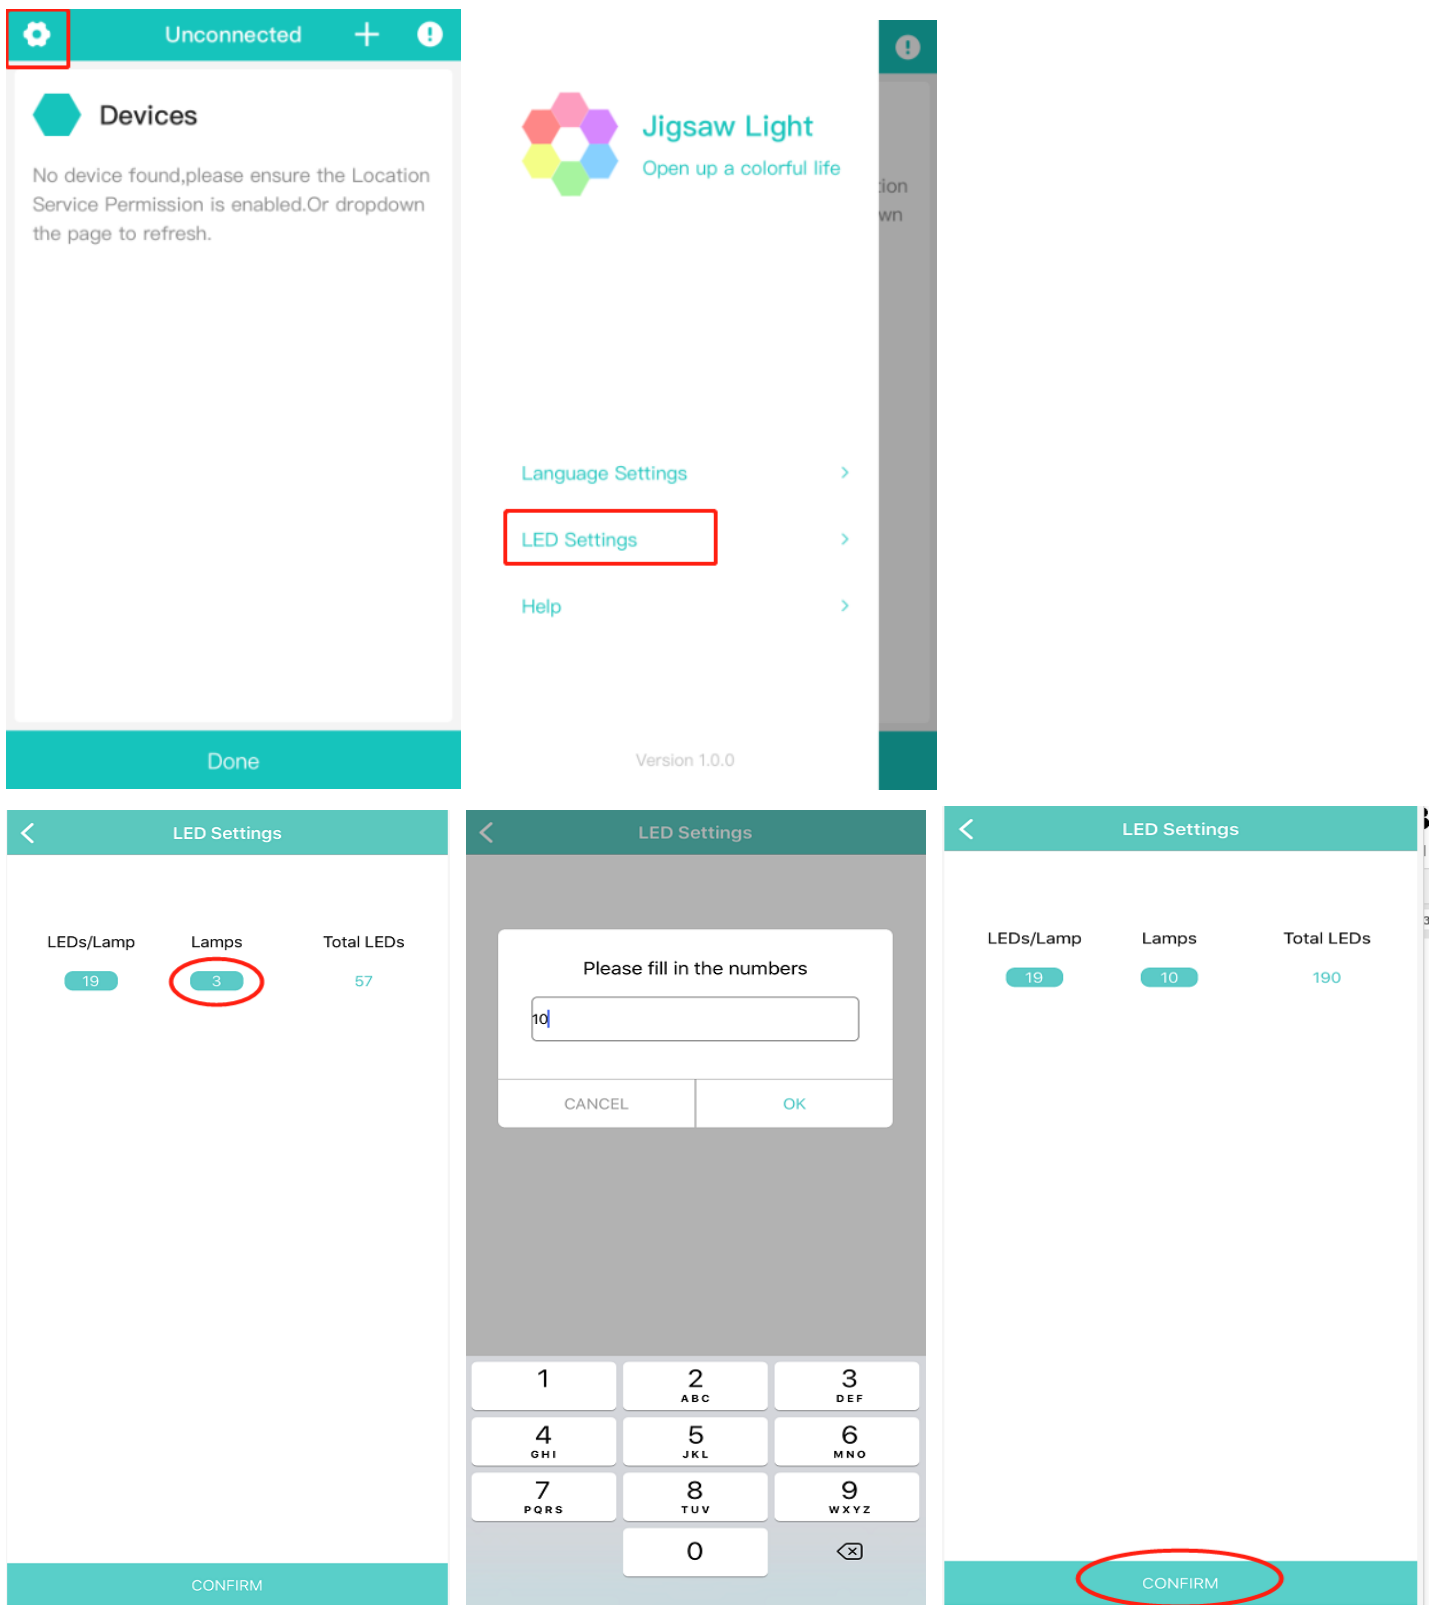 Unconnected
Devices
No device found,please ensure the Location
Service Permission is enabled.Or dropdown
the page to refresh.
Done
Jigsaw Light
Open up a colorful life
Language Settings
LED Settings
Help
Version 1.0.0
tion
wn
LED Settings
LEDs/Lamp Lamps Total LEDs
19 3 57
CONFIRM
LED Settings
Please fill in the numbers
10
CANCEL OK
1 2 3
ABC DEF
4 5 6
GHI JKL MNO
7 8 9
PQRS TUV WXYZ
0
LED Settings
LEDs/Lamp Lamps Total LEDs
19 10 190
CONFIRM